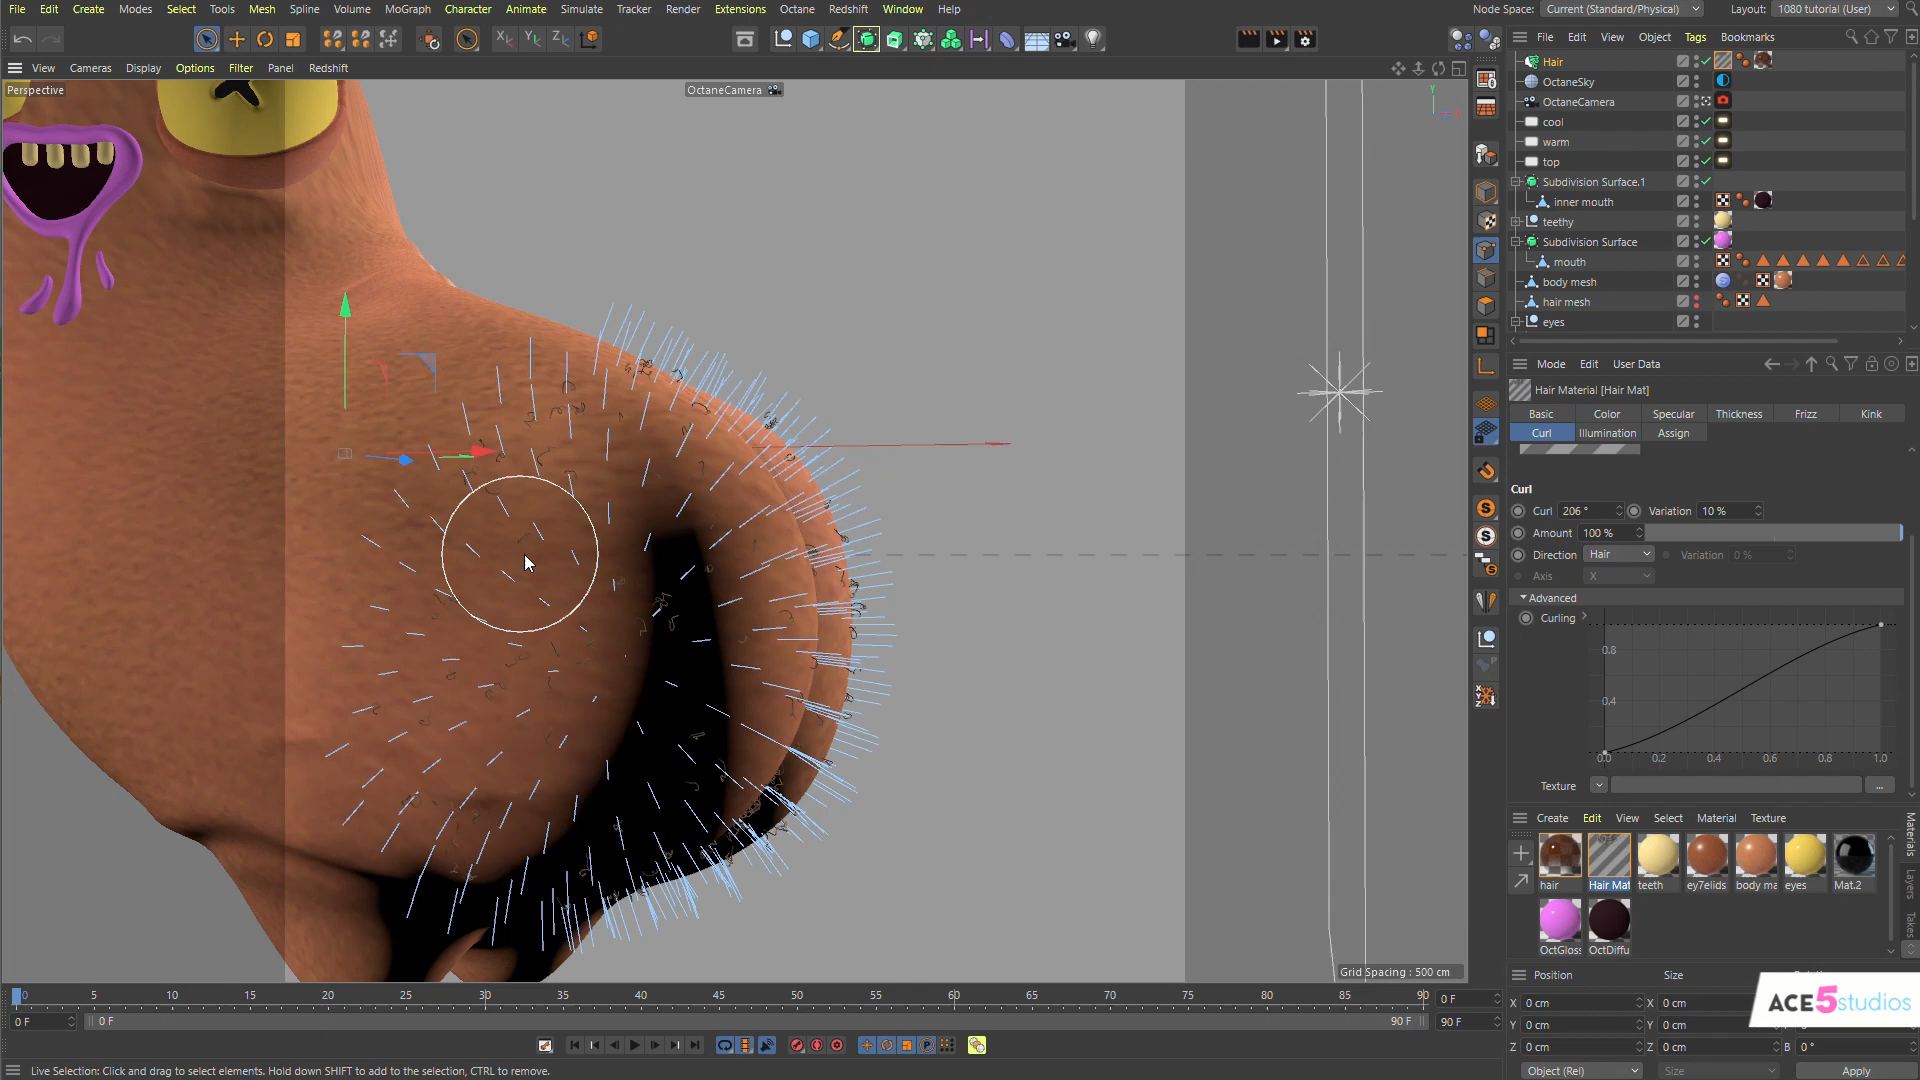 File Edit Create Modes Select Tools Mesh Spline Volume MoGraph Character Animate Simulate Tracker Render Extensions Octane Redshift Window Help
Node Space: Current (Standard/Physical) Layout: 1080 tutorial (User)
View Cameras Display Options Filter Panel Redshift
Perspective
OctaneCamera
Y
File Edit View Object Tags Bookmarks
Hair
OctaneSky
OctaneCamera
cool
warm
top
Subdivision Surface.1
inner mouth
teethy
Subdivision Surface
mouth
body mesh
hair mesh
eyes
Mode Edit User Data
Hair Material [Hair Mat]
Basic Color Specular Thickness Frizz Kink
Curl Illumination Assign
Curl
Curl 206 ° Variation 10 %
Amount 100 %
Direction Hair Variation 0 %
Axis X
Advanced
Curling
0.8
0.4
0.0 0.2 0.4 0.6 0.8 1.0
Texture ...
Create Edit View Select Material Texture
hair Hair Mat teeth ey7elids body ma eyes Mat.2
OctGloss OctDiffu
Materials
Layers
Takes
Grid Spacing : 500 cm
0 5 10 15 20 25 30 35 40 45 50 55 60 65 70 75 80 85 90 0 F
0 F 0 F 90 F 90 F
Position Size
X 0 cm X 0 cm
Y 0 cm Y 0 cm
Z 0 cm Z 0 cm B 0 °
Object (Rel) Size Apply
ACE5studios
Live Selection: Click and drag to select elements. Hold down SHIFT to add to the selection, CTRL to remove.